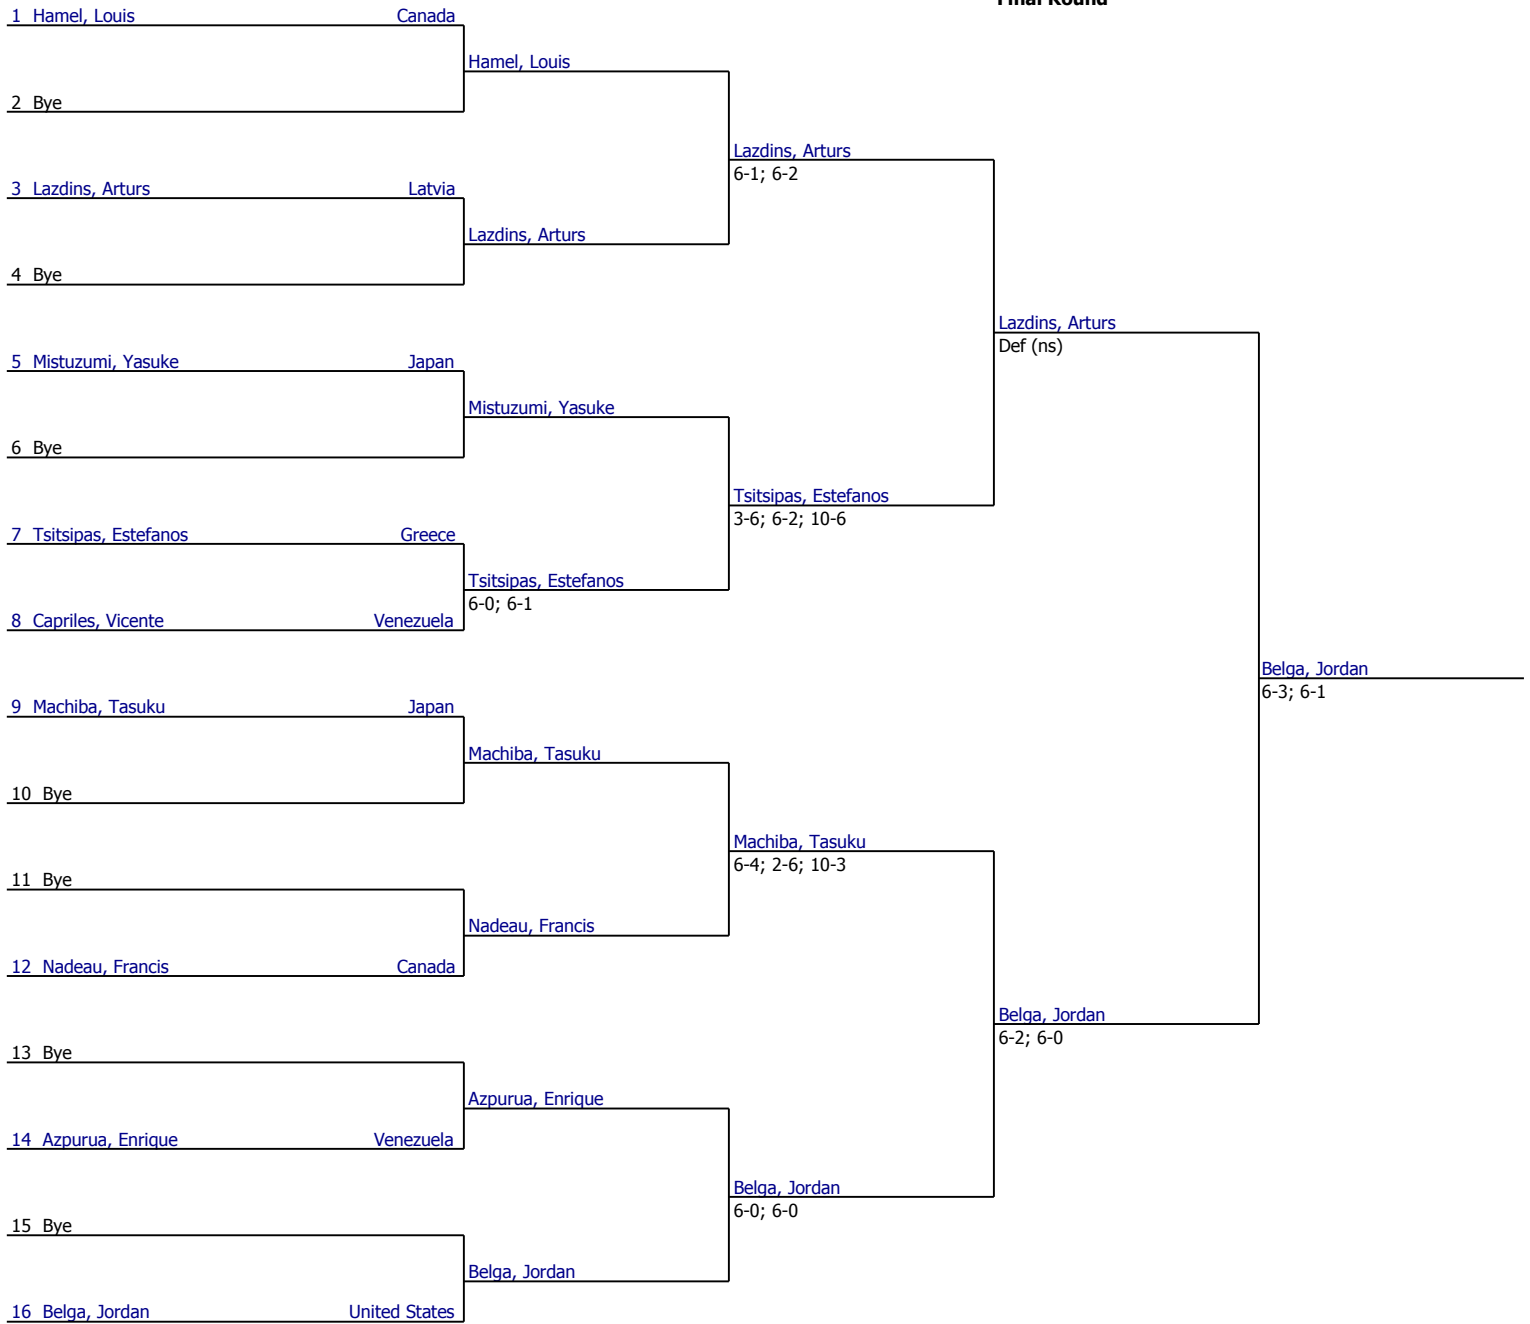 Final Round
1 Hamel, Louis Canada
Hamel, Louis
2 Bye
Lazdins, Arturs
6-1; 6-2
3 Lazdins, Arturs Latvia
Lazdins, Arturs
4 Bye
Lazdins, Arturs
Def (ns)
5 Mistuzumi, Yasuke Japan
Mistuzumi, Yasuke
6 Bye
Tsitsipas, Estefanos
3-6; 6-2; 10-6
7 Tsitsipas, Estefanos Greece
Tsitsipas, Estefanos
6-0; 6-1
8 Capriles, Vicente Venezuela
Belga, Jordan
6-3; 6-1
9 Machiba, Tasuku Japan
Machiba, Tasuku
10 Bye
Machiba, Tasuku
6-4; 2-6; 10-3
11 Bye
Nadeau, Francis
12 Nadeau, Francis Canada
Belga, Jordan
6-2; 6-0
13 Bye
Azpurua, Enrique
14 Azpurua, Enrique Venezuela
Belga, Jordan
6-0; 6-0
15 Bye
Belga, Jordan
16 Belga, Jordan United States